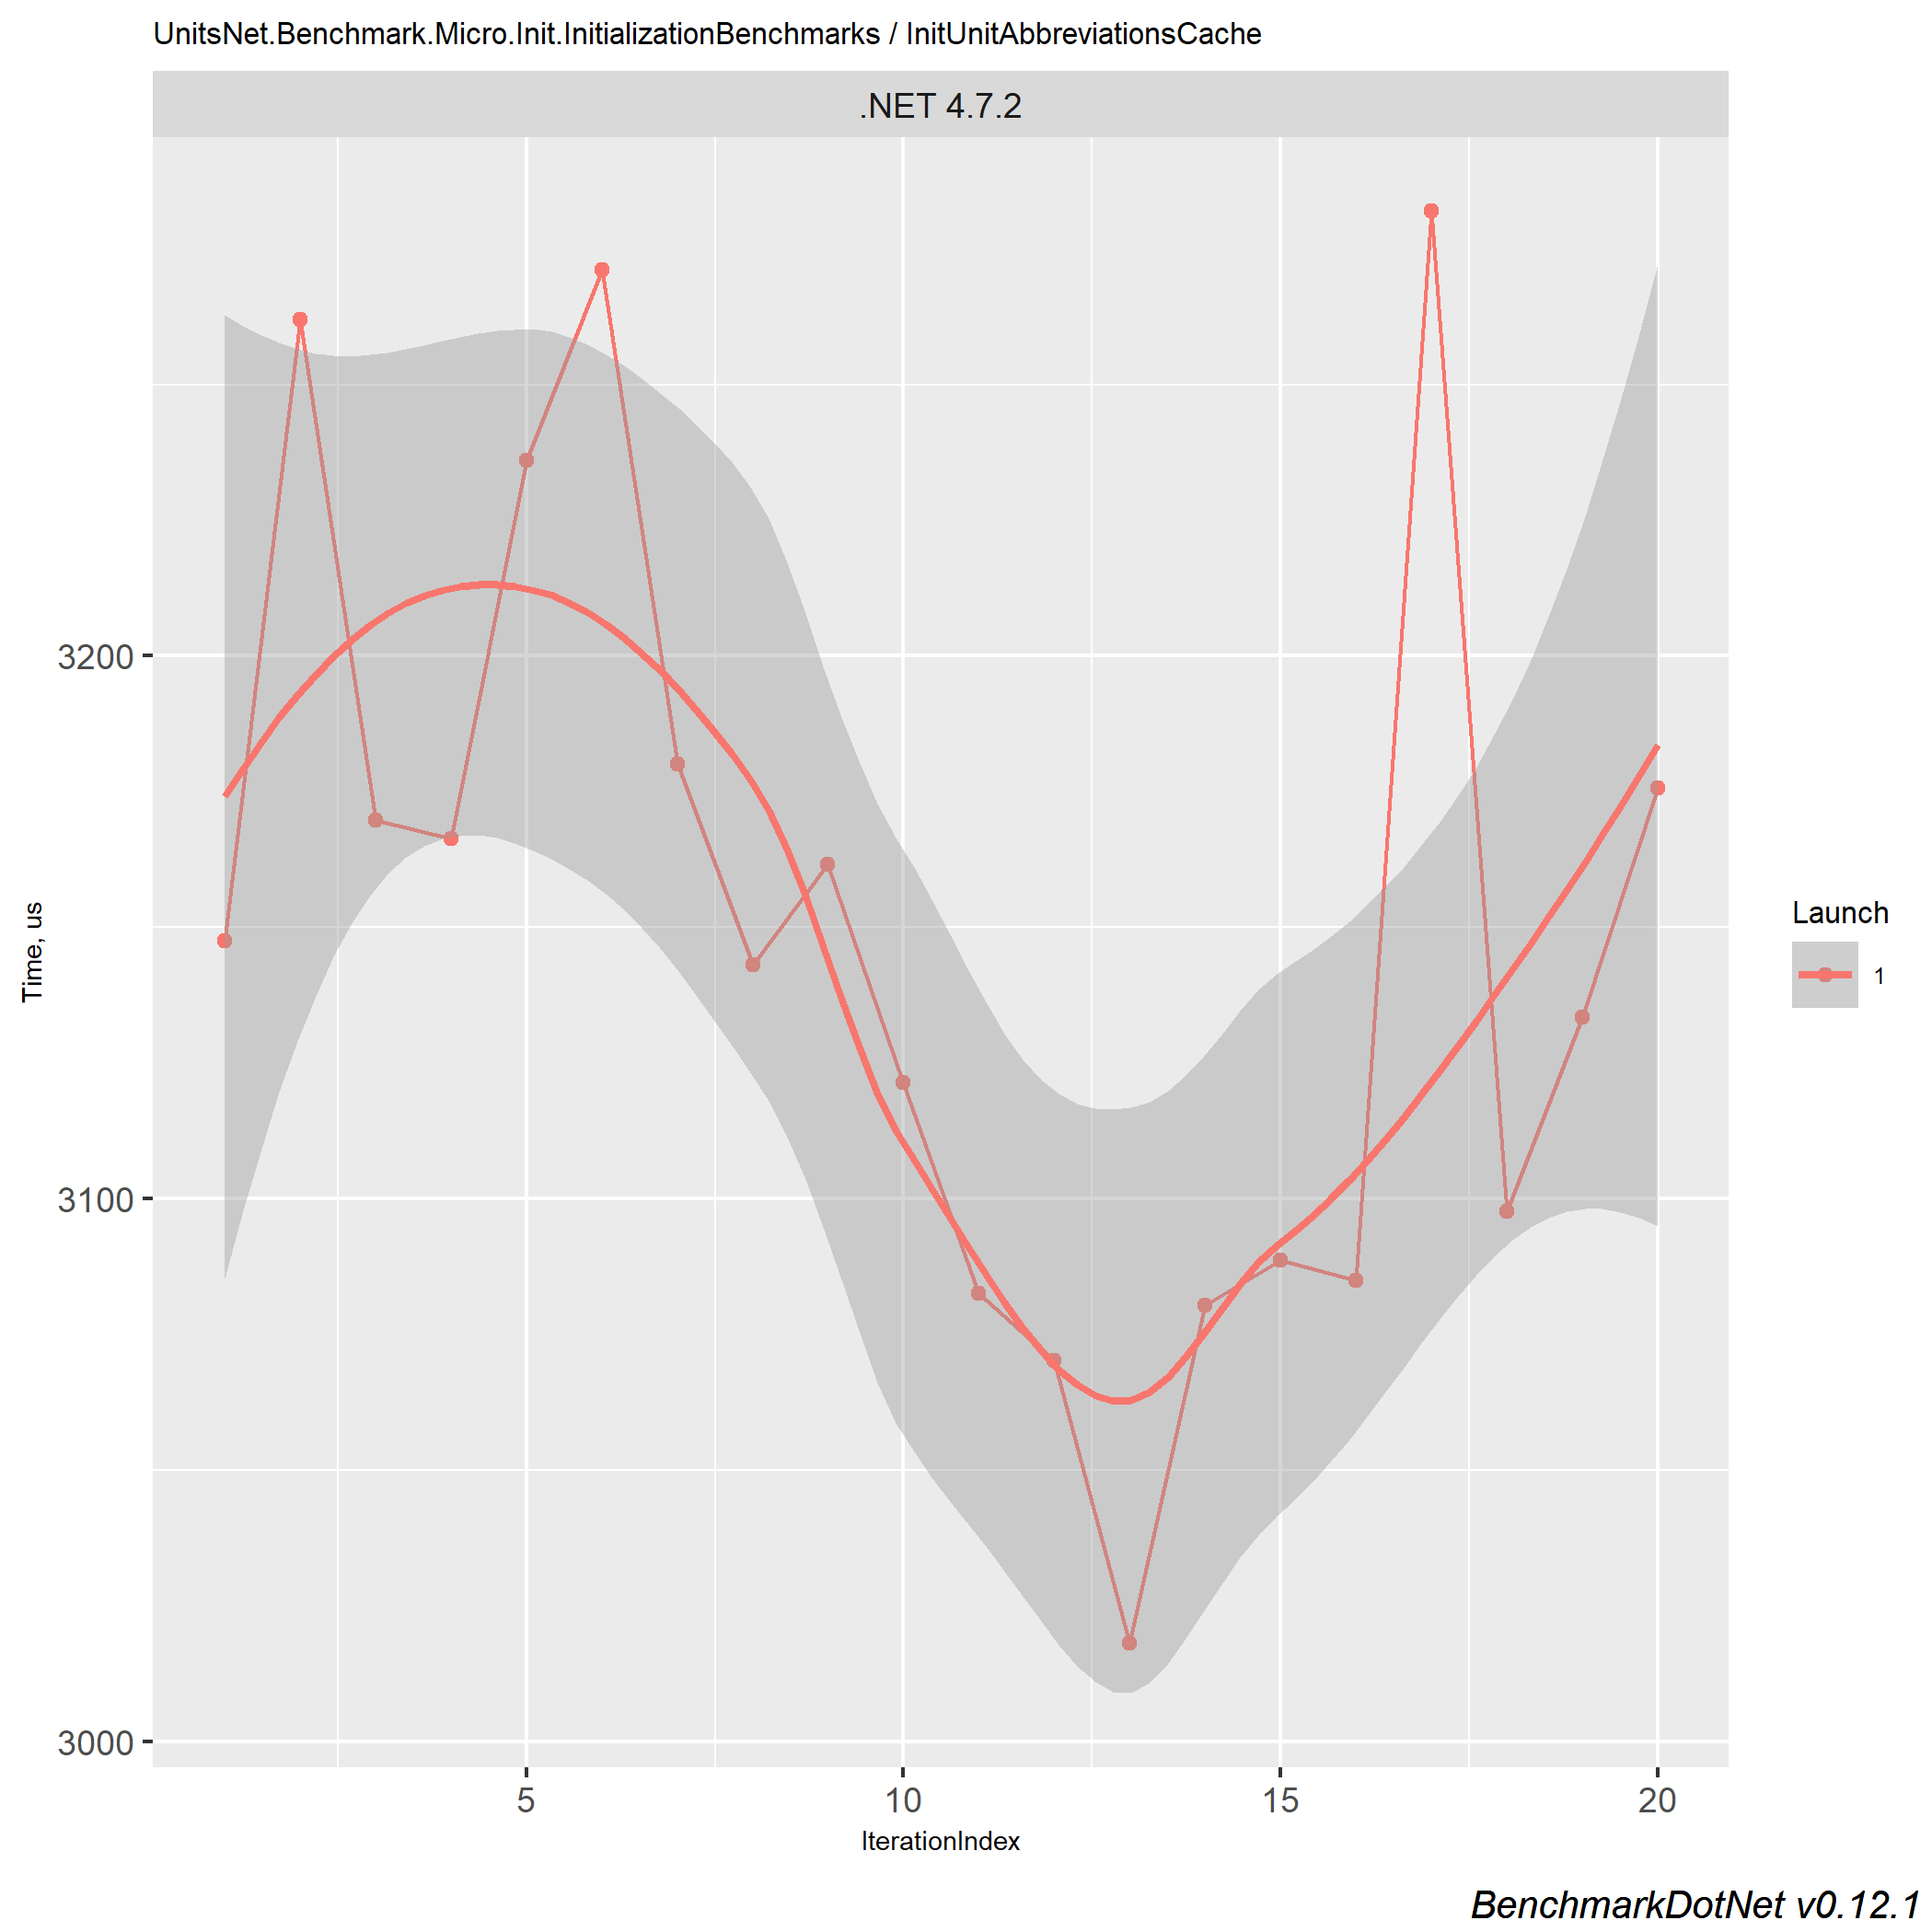 UnitsNet.Benchmark.Micro.Init.InitializationBenchmarks / InitUnitAbbreviationsCache
.NET 4.7.2
3200
3100
3000
Time, us
5
10
15
20
IterationIndex
Launch
1
BenchmarkDotNet v0.12.1